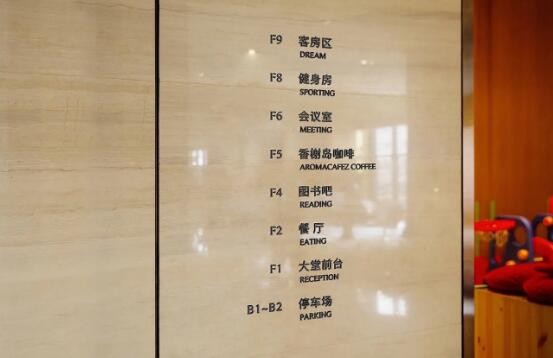 F9 客房区
DREAM
F8 健身房
SPORTING
F6 会议室
MEETING
F5 香榭岛咖啡
AROMACAFEZ COFFEE
F4 图书吧
READING
F2 餐厅
EATING
F1 大堂前台
RECEPTION
B1~B2 停车场
PARKING